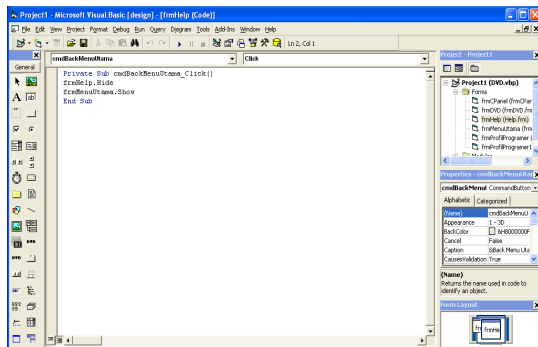 Project1 - Microsoft Visual Basic [design] - [frmHelp (Code)]
File Edit View Project Format Debug Run Query Diagram Tools Add-Ins Window Help
Ln 2, Col 1
General
cmdBackMenuUtama
Click
Private Sub cmdBackMenuUtama_Click()
frmHelp.Hide
frmMenuUtama.Show
End Sub
Project - Project1
Project1 (DVD.vbp)
Forms
frmCPanel (frmCPan
frmDVD (frmDVD.frm
frmHelp (Help.frm)
frmMenuUtama (frm
frmProfilProgramer (
frmProfilProgramer1
Properties - cmdBackMenuUtam
cmdBackMenuU CommandButton
Alphabetic Categorized
(Name) cmdBackMenuU
Appearance 1 - 3D
BackColor &H8000000F
Cancel False
Caption &Back Menu Uta
CausesValidation True
(Name)
Returns the name used in code to
identify an object.
Form Layout
frmHe